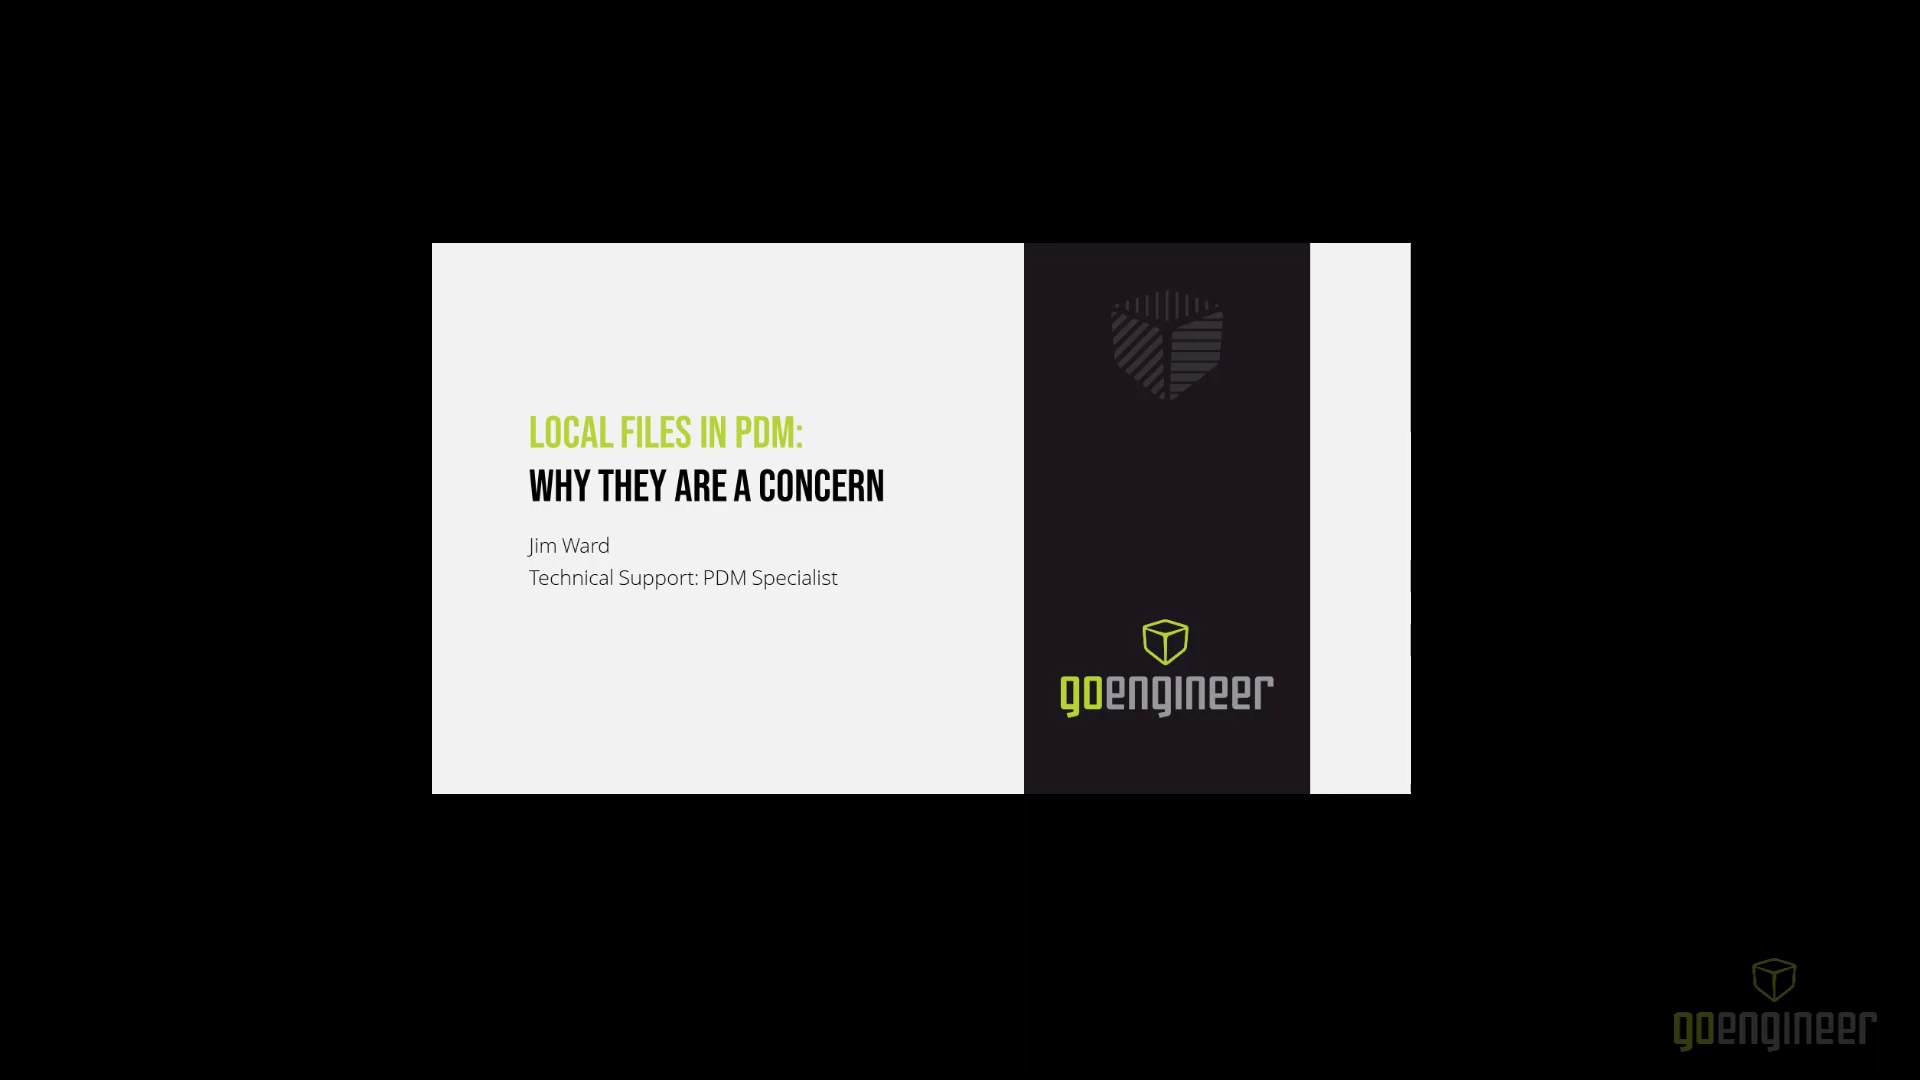 LOCAL FILES IN PDM:
WHY THEY ARE A CONCERN
Jim Ward
Technical Support: PDM Specialist
goengineer
goengineer